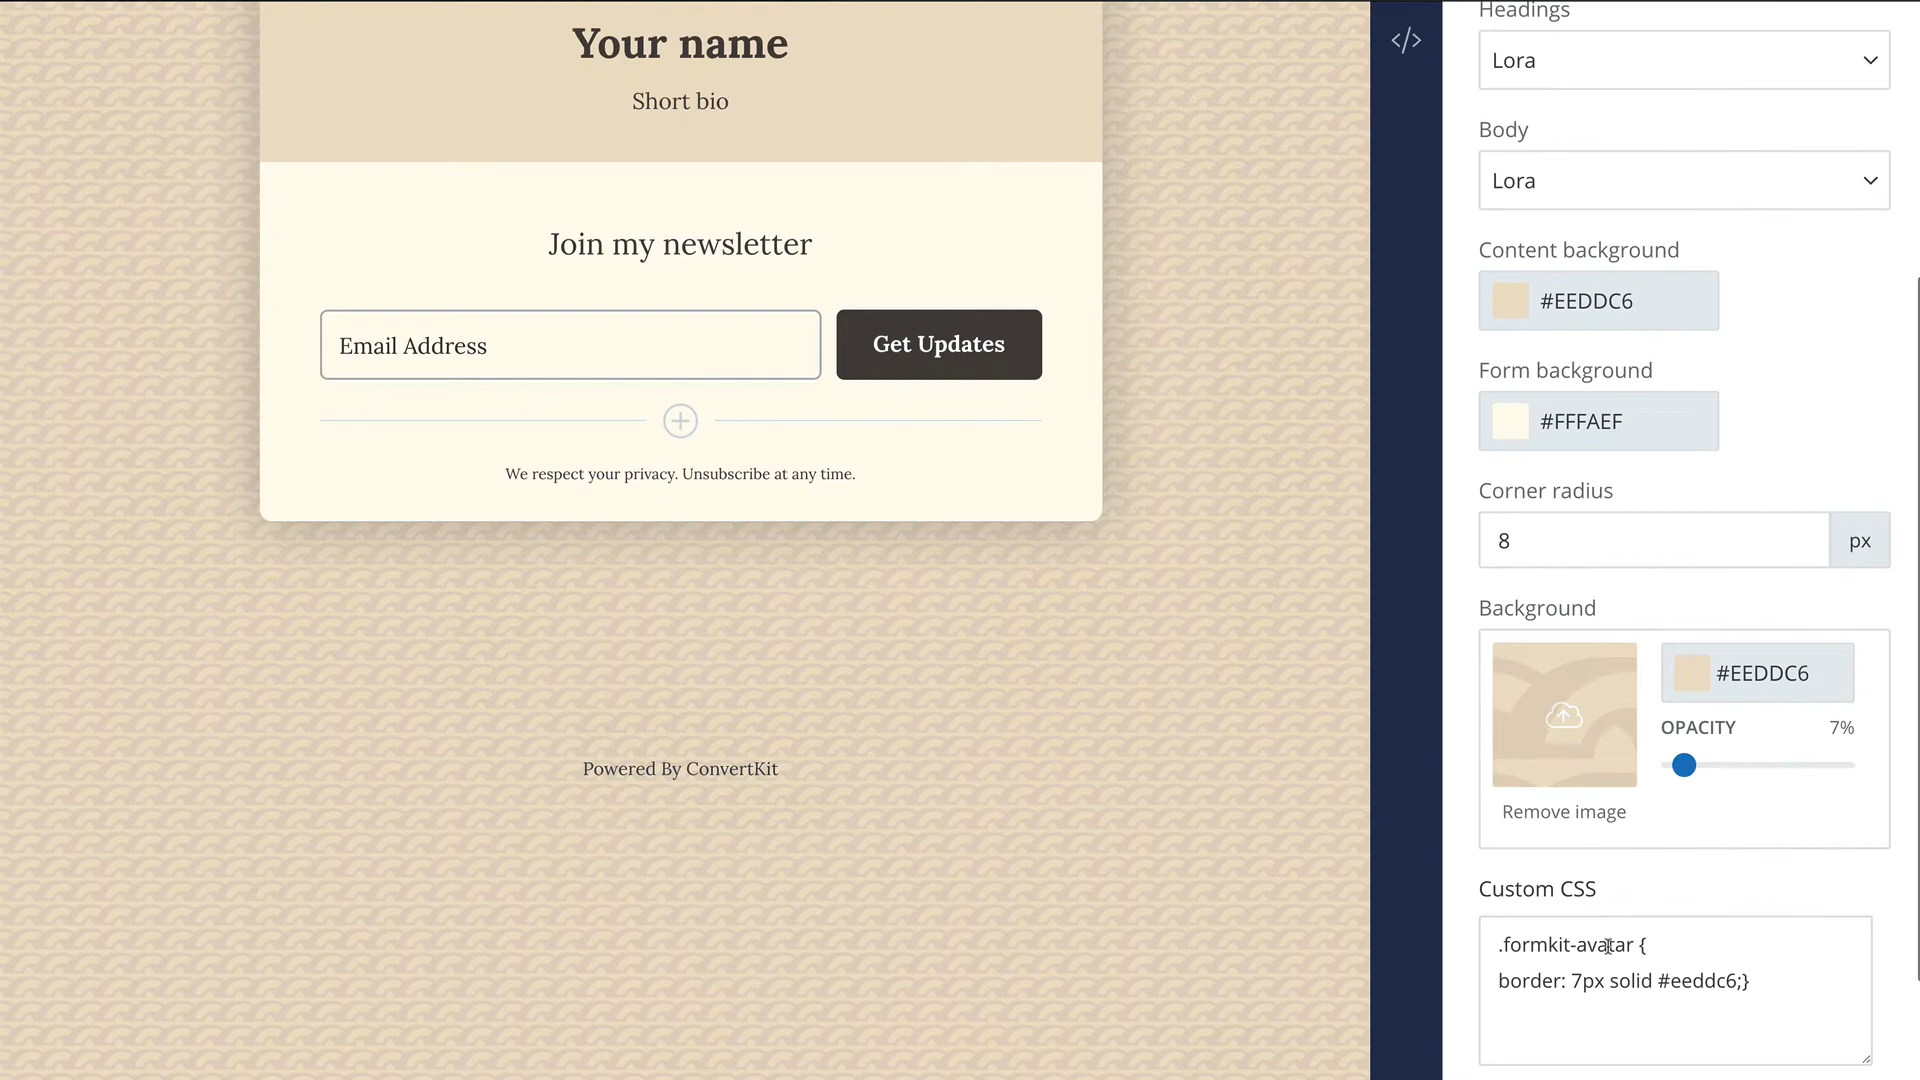 Your name
Short bio
Join my newsletter
Email Address
Get Updates
We respect your privacy. Unsubscribe at any time.
Powered By ConvertKit
</>
Headings
Lora
Body
Lora
Content background
#EEDDC6
Form background
#FFFAEF
Corner radius
8
px
Background
#EEDDC6
OPACITY 7%
Remove image
Custom CSS
.formkit-avatar {
border: 7px solid #eeddc6;}